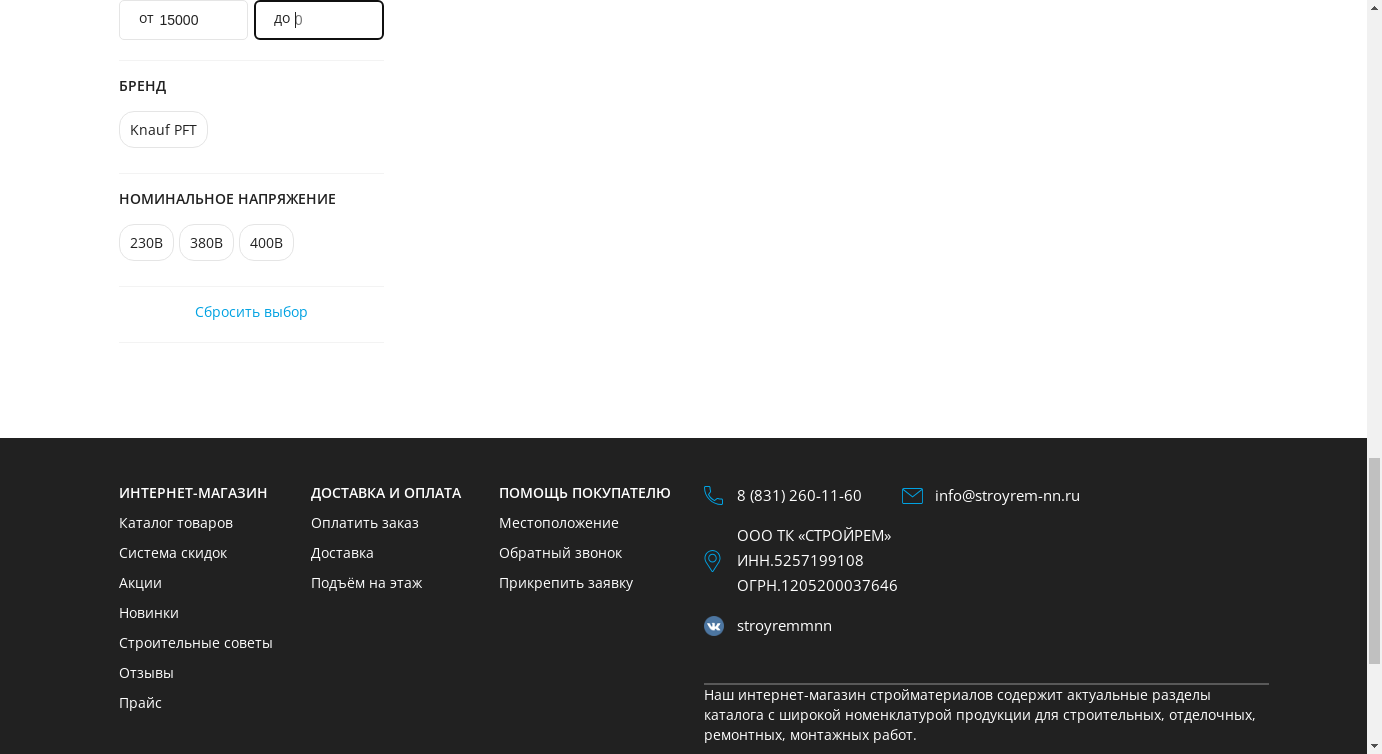 от 15000
до р
БРЕНД
Knauf PFT
НОМИНАЛЬНОЕ НАПРЯЖЕНИЕ
230В 380В 400В
Сбросить выбор
ИНТЕРНЕТ-МАГАЗИН
Каталог товаров
Система скидок
Акции
Новинки
Строительные советы
Отзывы
Прайс
ДОСТАВКА И ОПЛАТА
Оплатить заказ
Доставка
Подъём на этаж
ПОМОЩЬ ПОКУПАТЕЛЮ
Местоположение
Обратный звонок
Прикрепить заявку
8 (831) 260-11-60
info@stroyrem-nn.ru
ООО ТК «СТРОЙРЕМ»
ИНН.5257199108
ОГРН.1205200037646
stroyremmnn
Наш интернет-магазин стройматериалов содержит актуальные разделы
каталога с широкой номенклатурой продукции для строительных, отделочных,
ремонтных, монтажных работ.